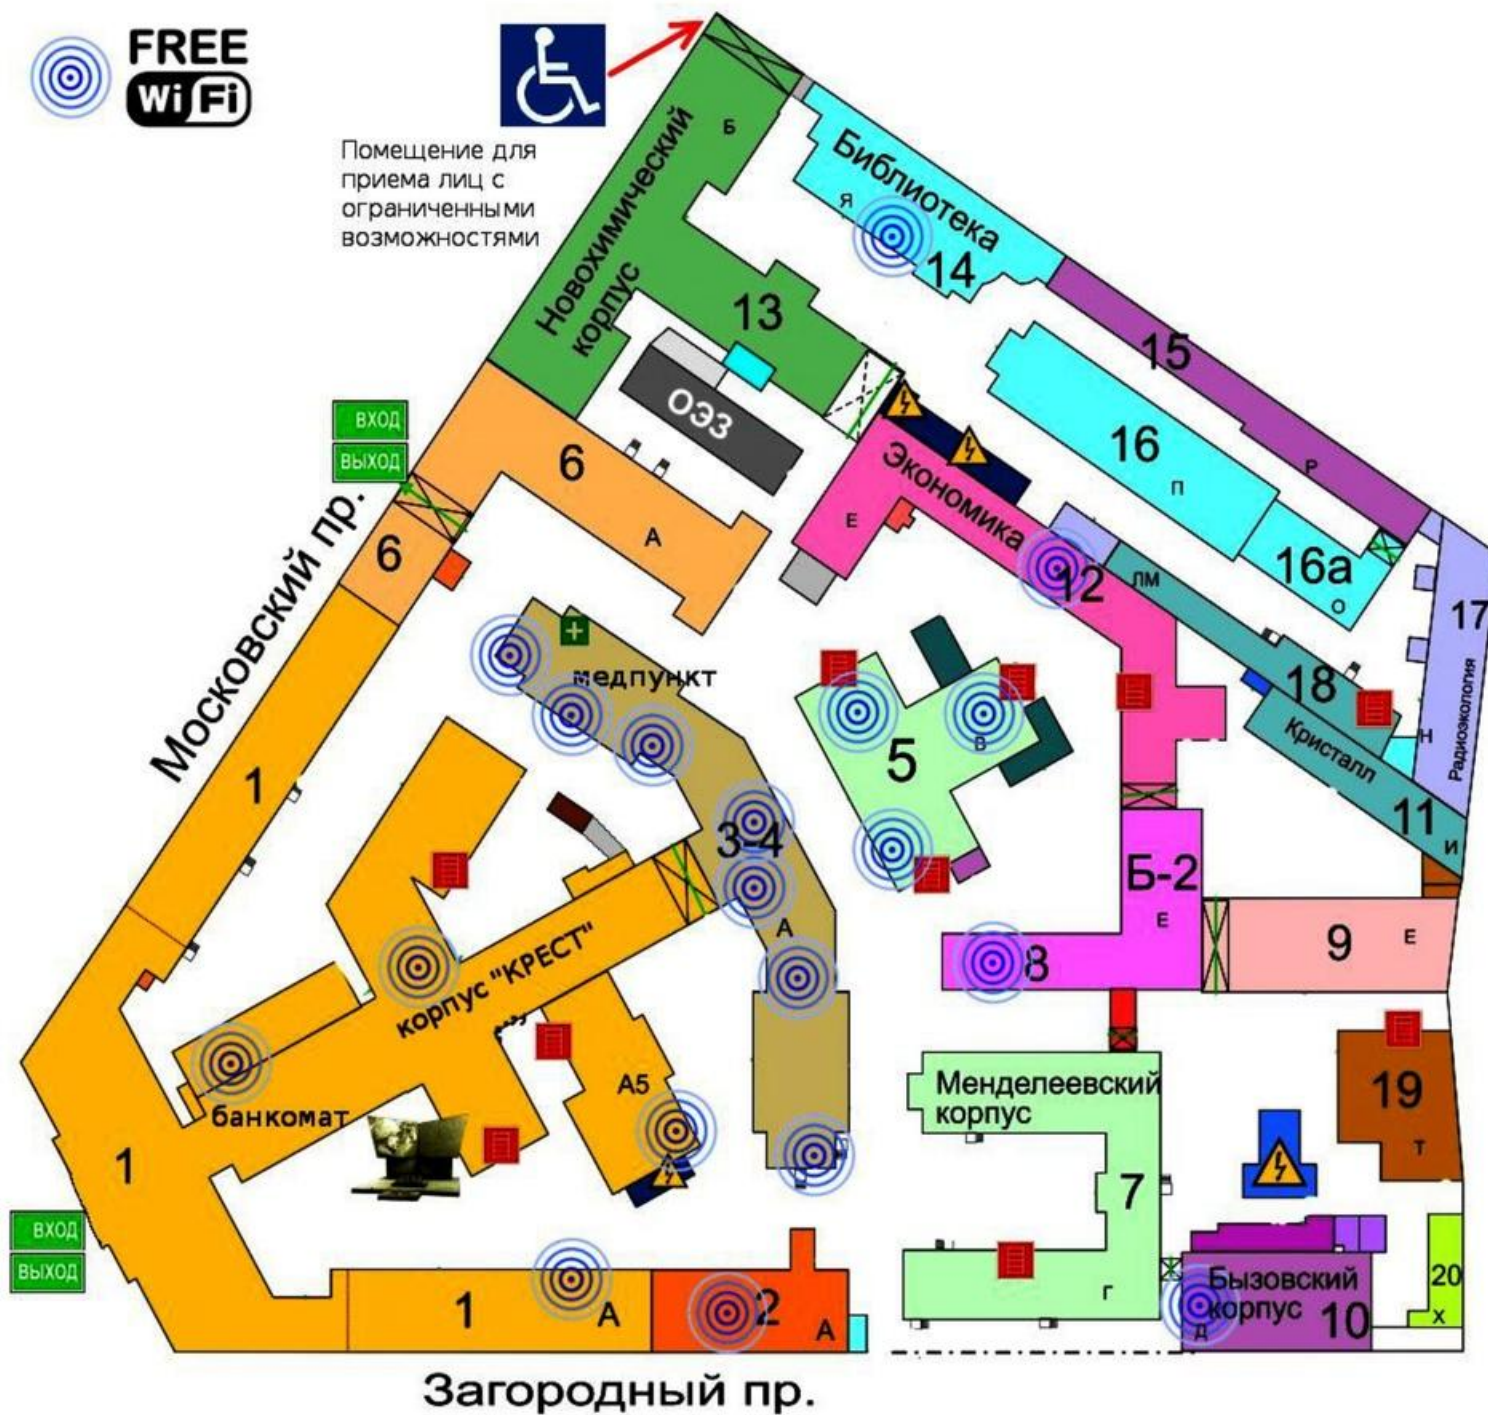 FREE
Wi Fi
Помещение для
приема лиц с
ограниченными
возможностями
Б
Новохимический
корпус
Библиотека
Я
14
13
15
ОЭЗ
ВХОД
ВЫХОД
6
А
6
Московский пр.
Экономика
Е
12
16
П
Р
16а
О
17
Радиоэкология
ЛМ
18
Н
Кристалл
11
И
медпункт
5
В
1
3-4
А
корпус "КРЕСТ"
Б-2
Е
8
9
Е
банкомат
А5
Менделеевский
корпус
7
Г
19
Т
1
ВХОД
ВЫХОД
1
А
2
А
Бызовский
корпус
10
Д
20
Х
Загородный пр.